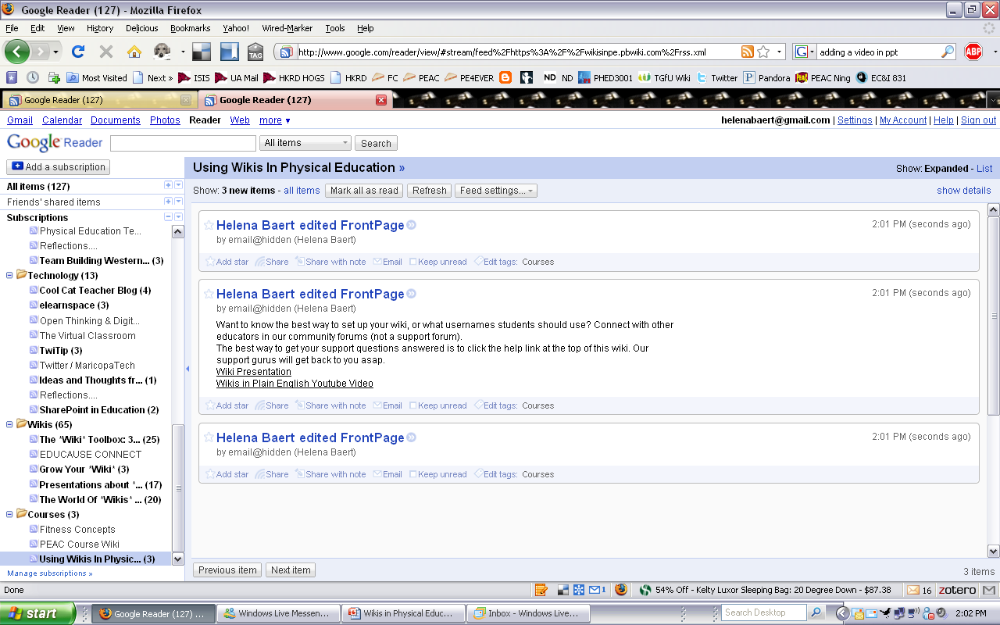 Google Reader (127) - Mozilla Firefox
File Edit View History Delicious Bookmarks Yahoo! Wired-Marker Tools Help
TAG http://www.google.com/reader/view/#stream/feed%2Fhttps%3A%2F%2Fwikisinpe.pbwiki.com%2Frss.xml G adding a video in ppt ABP
Most Visited Next » ISIS UA Mail HKRD HOGS HKRD FC PEAC PE4EVER ND ND PHED3001 TGfU Wiki Twitter Pandora PEAC Ning EC&I 831
Google Reader (127) Google Reader (127)
Gmail Calendar Documents Photos Reader Web more ▼ helenabaert@gmail.com | Settings | My Account | Help | Sign out
Google Reader All items Search
Add a subscription
Using Wikis In Physical Education » Show: Expanded - List
All items (127)
Show: 3 new items - all items Mark all as read Refresh Feed settings... show details
Friends' shared items
Subscriptions
Physical Education Te...
Reflections....
Team Building Western... (3)
Technology (13)
Cool Cat Teacher Blog (4)
elearnspace (3)
Open Thinking & Digit...
The Virtual Classroom
TwiTip (3)
Twitter / MaricopaTech
Ideas and Thoughts fr... (1)
Reflections....
SharePoint in Education (2)
Wikis (65)
The *Wiki* Toolbox: 3... (25)
EDUCAUSE CONNECT
Grow Your *Wiki* (3)
Presentations about *... (17)
The World Of *Wikis* ... (20)
Courses (3)
Fitness Concepts
PEAC Course Wiki
Using Wikis In Physic... (3)
Manage subscriptions »
Helena Baert edited FrontPage » 2:01 PM (seconds ago)
by email@hidden (Helena Baert)
Add star Share Share with note Email Keep unread Edit tags: Courses
Helena Baert edited FrontPage » 2:01 PM (seconds ago)
by email@hidden (Helena Baert)
Want to know the best way to set up your wiki, or what usernames students should use? Connect with other
educators in our community forums (not a support forum).
The best way to get your support questions answered is to click the help link at the top of this wiki. Our
support gurus will get back to you asap.
Wiki Presentation
Wikis in Plain English Youtube Video
Add star Share Share with note Email Keep unread Edit tags: Courses
Helena Baert edited FrontPage » 2:01 PM (seconds ago)
by email@hidden (Helena Baert)
Add star Share Share with note Email Keep unread Edit tags: Courses
Previous item Next item 3 items
Done 1 54% Off - Kelty Luxor Sleeping Bag: 20 Degree Down - $87.38 16 zotero
start Google Reader (127) ... Windows Live Messen... Wikis in Physical Educ... Inbox - Windows Live... Search Desktop 2:02 PM